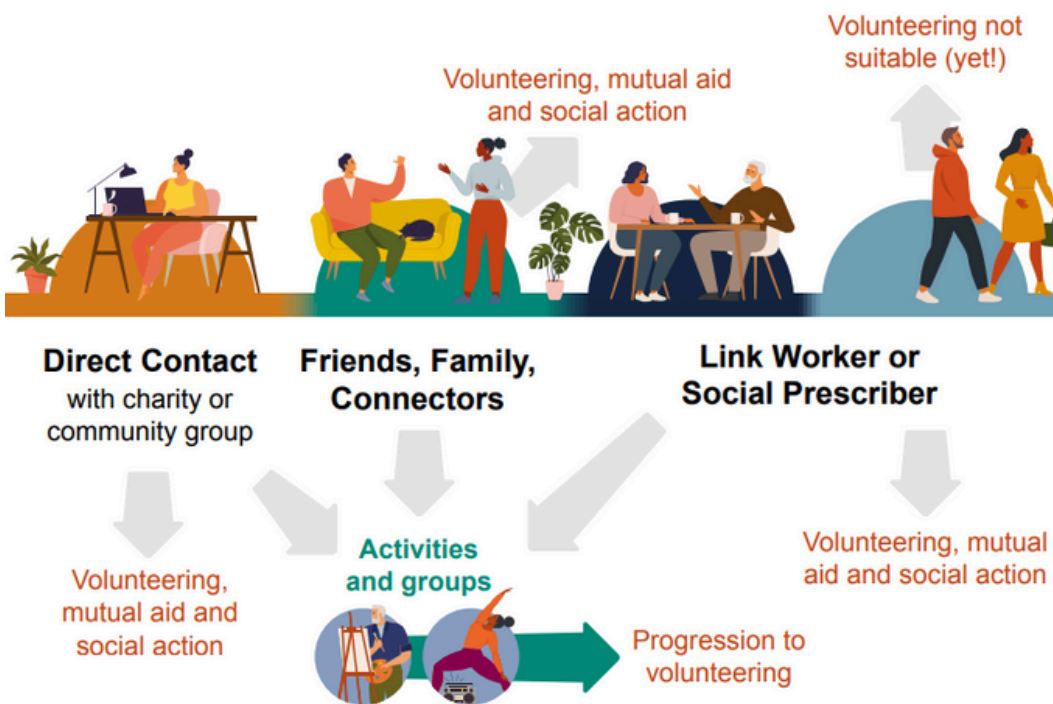 Volunteering not
suitable (yet!)
Volunteering, mutual aid
and social action
Direct Contact
with charity or
community group
Friends, Family,
Connectors
Link Worker or
Social Prescriber
Volunteering,
mutual aid and
social action
Activities
and groups
Volunteering, mutual
aid and social action
Progression to
volunteering